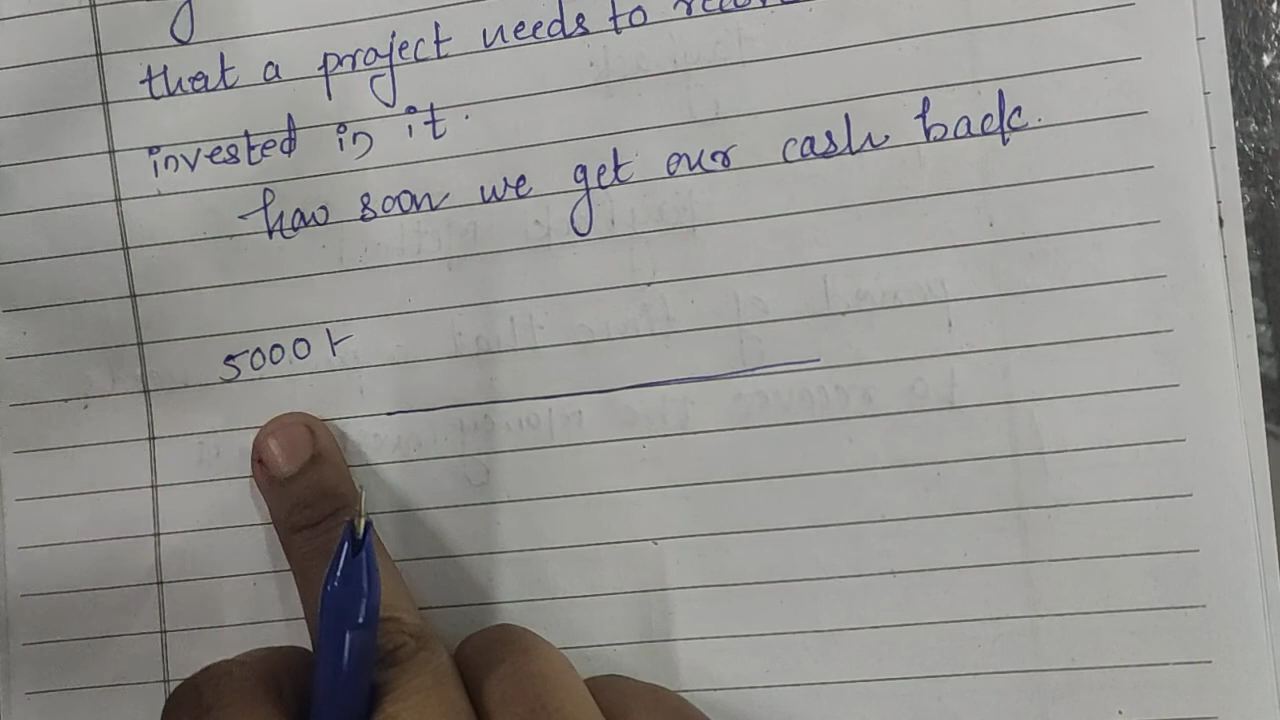 that a project needs to
invested in it.
how soon we get our cash back.
5000